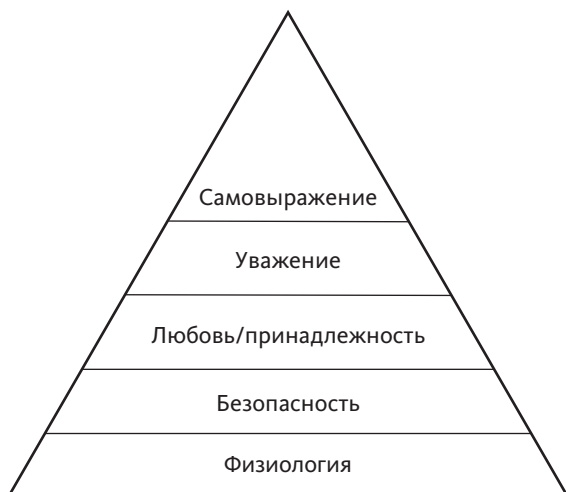 Самовыражение
Уважение
Любовь/принадлежность
Безопасность
Физиология